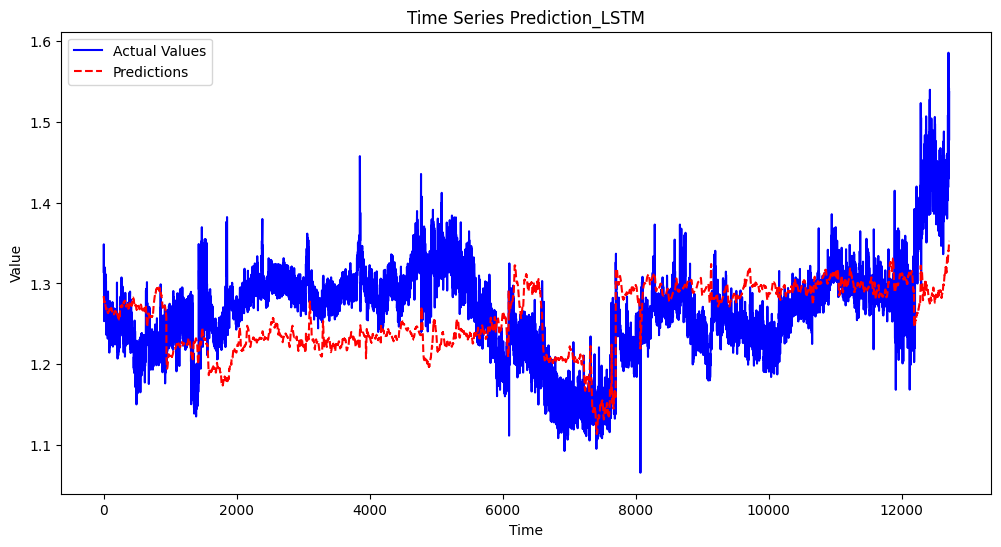 Time Series Prediction_LSTM
Actual Values
Predictions
Value
1.6
1.5
1.4
1.3
1.2
1.1
0 2000 4000 6000 8000 10000 12000
Time